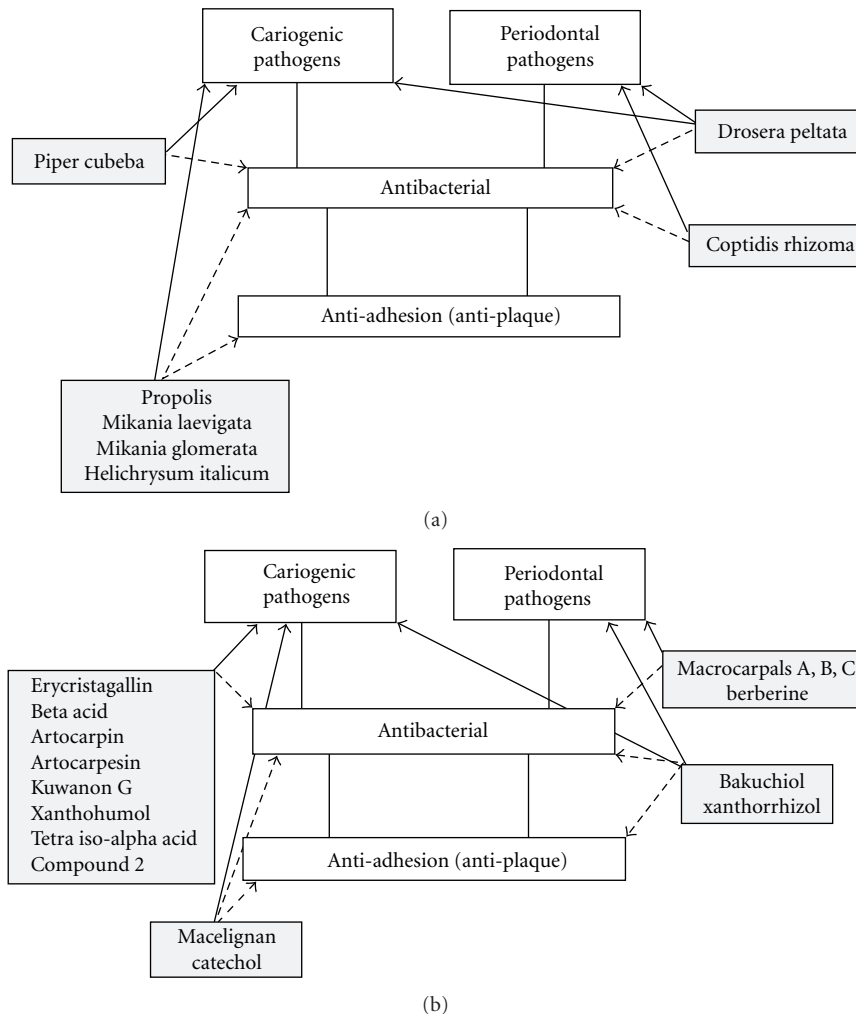 Cariogenic
pathogens
Periodontal
pathogens
Piper cubeba
Drosera peltata
Antibacterial
Coptidis rhizoma
Anti-adhesion (anti-plaque)
Propolis
Mikania laevigata
Mikania glomerata
Helichrysum italicum
(a)
Cariogenic
pathogens
Periodontal
pathogens
Erycristagallin
Beta acid
Artocarpin
Artocarpesin
Kuwanon G
Xanthohumol
Tetra iso-alpha acid
Compound 2
Macrocarpals A, B, C
berberine
Antibacterial
Bakuchiol
xanthorrhizol
Anti-adhesion (anti-plaque)
Macelignan
catechol
(b)